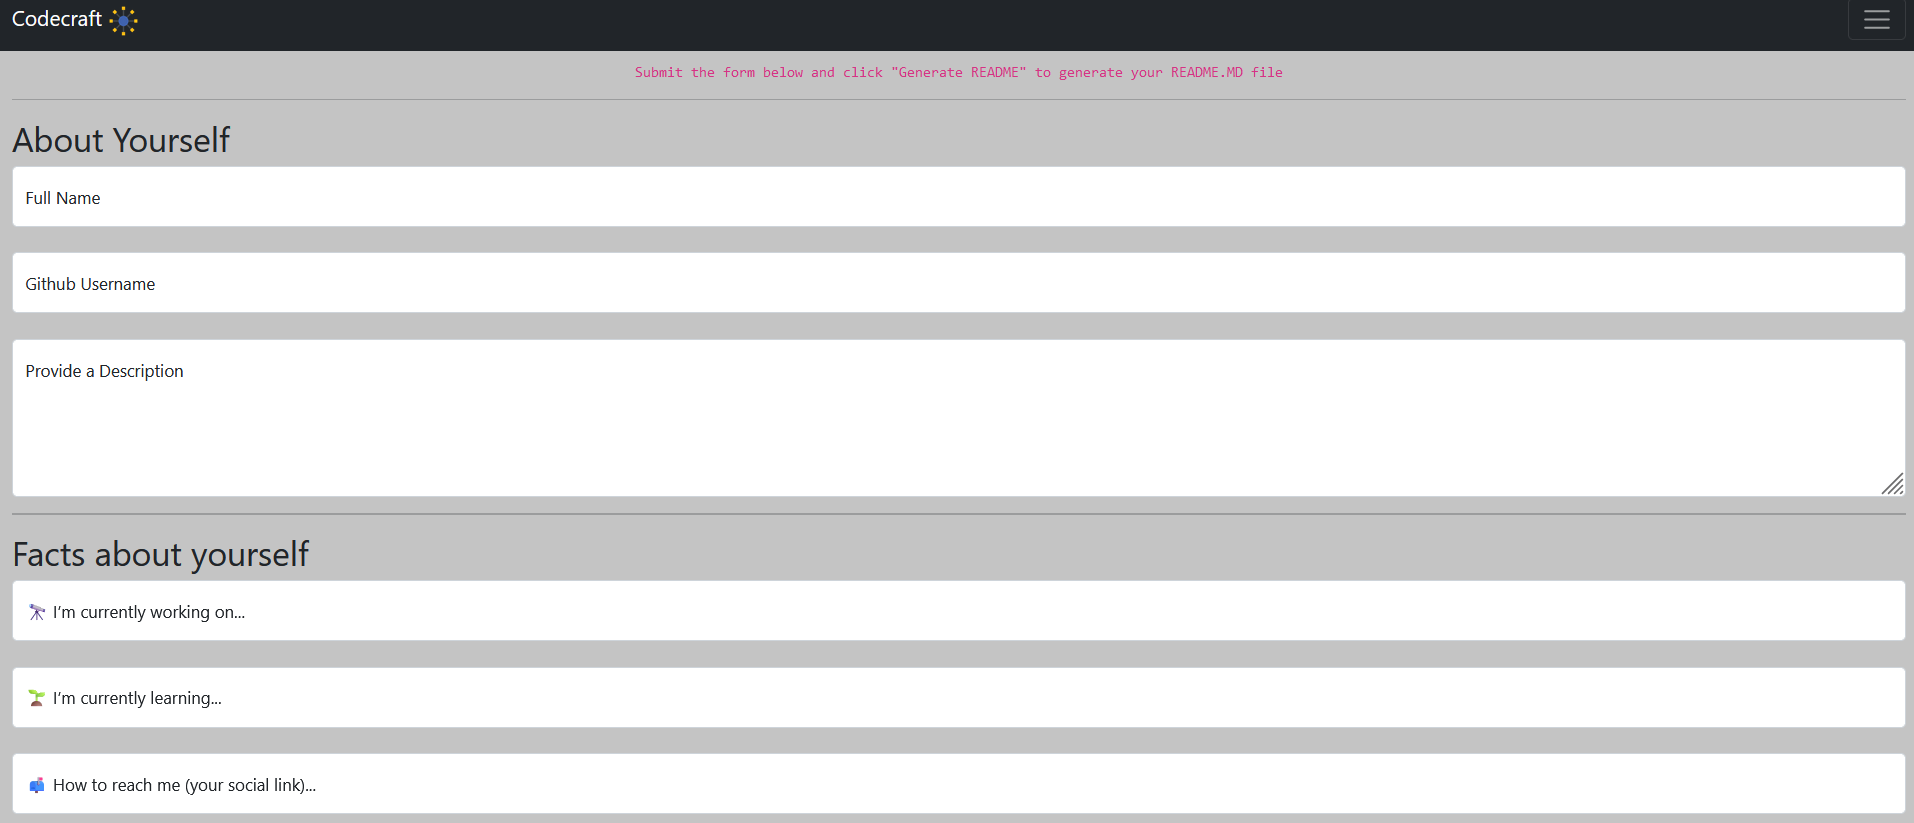 Codecraft
Submit the form below and click "Generate README" to generate your README.MD file
About Yourself
Full Name
Github Username
Provide a Description
Facts about yourself
🔭 I’m currently working on...
🌱 I’m currently learning...
📫 How to reach me (your social link)...